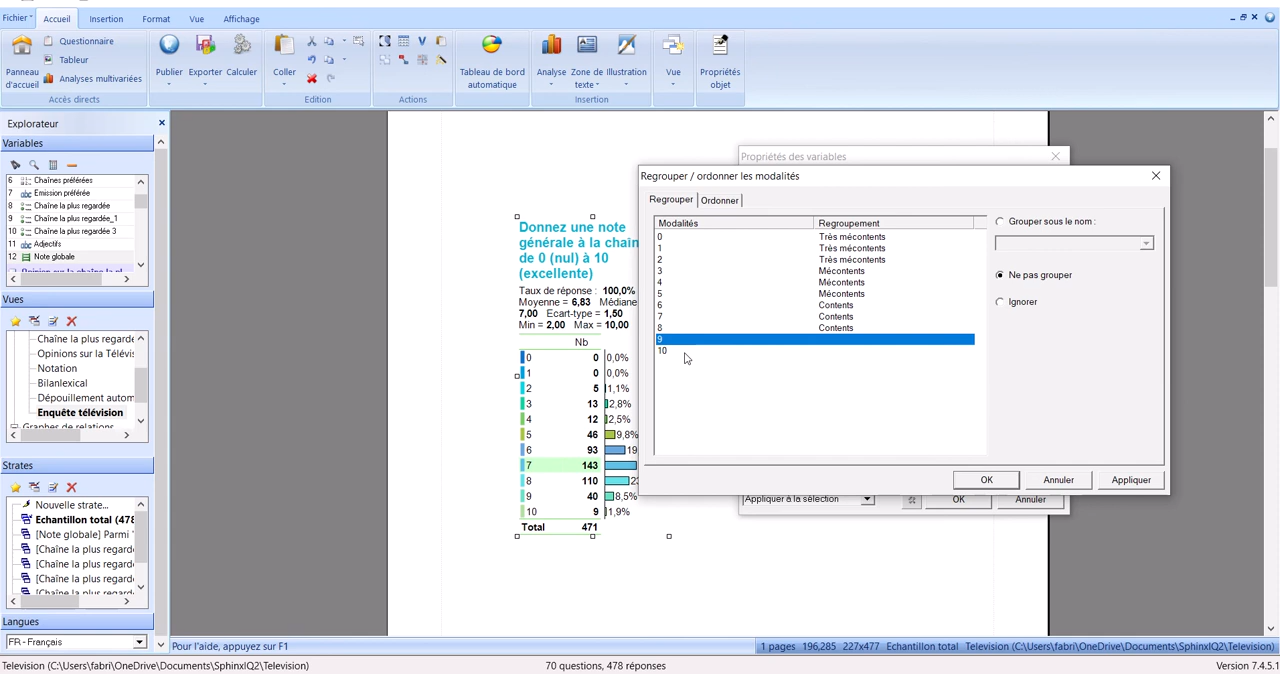 Fichier
Accueil
Insertion
Format
Vue
Affichage
Questionnaire
Tableur
Analyses multivariées
Panneau d'accueil
Accés directs
Publier
Exporter
Calculer
Coller
Edition
Actions
Tableau de bord automatique
Analyse
Zone de texte
Illustration
Insertion
Vue
Propriétés objet
Explorateur
Variables
6 Chaînes préférées
7 abc Emission préférée
8 Chaîne la plus regardée
9 Chaîne la plus regardée_1
10 Chaîne la plus regardée 3
11 abc Adjectifs
12 Note globale
Vues
Chaîne la plus regardé
Opinions sur la Télévis
Notation
Bilanlexical
Dépouillement autom
Enquête télévision
Graphes de relations
Strates
Nouvelle strate...
Echantillon total (478
[Note globale] Parmi "
[Chaîne la plus regard
[Chaîne la plus regard
[Chaîne la plus regard
[Chaîne la plus regard
Langues
FR - Français
Donnez une note
générale à la chaîn
de 0 (nul) à 10
(excellente)
Taux de réponse : 100,0%
Moyenne = 6,83 Médiane
7,00 Ecart-type = 1,50
Min = 2,00 Max = 10,00
Nb
0 0 0,0%
1 0 0,0%
2 5 1,1%
3 13 2,8%
4 12 2,5%
5 46 9,8%
6 93 19
7 143
8 110 23
9 40 8,5%
10 9 1,9%
Total 471
Propriétés des variables
Regrouper / ordonner les modalités
Regrouper
Ordonner
Modalités Regroupement
0 Très mécontents
1 Très mécontents
2 Très mécontents
3 Mécontents
4 Mécontents
5 Mécontents
6 Contents
7 Contents
8 Contents
9
10
Grouper sous le nom :
Ne pas grouper
Ignorer
OK
Annuler
Appliquer
Appliquer à la sélection
OK
Annuler
Pour l'aide, appuyez sur F1
1 pages 196,285 227x477 Echantillon total Television (C:\Users\fabri\OneDrive\Documents\SphinxIQ2\Television)
Television (C:\Users\fabri\OneDrive\Documents\SphinxIQ2\Television)
70 questions, 478 réponses
Version 7.4.5.1